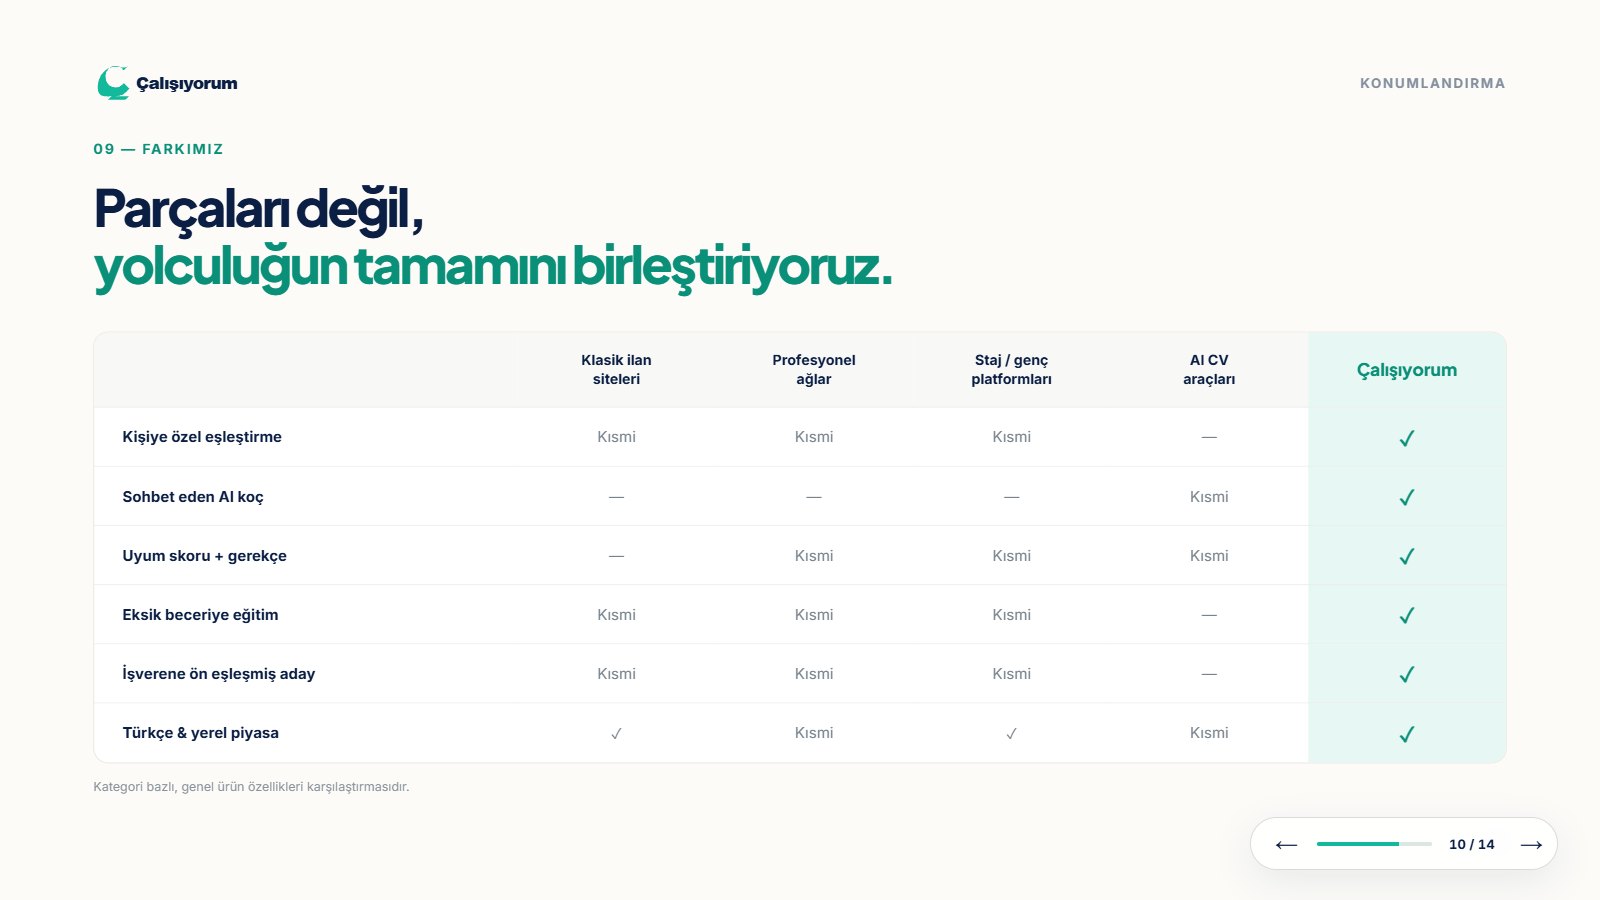 Çalışıyorum
KONUMLANDIRMA
09 — FARKIMIZ
Parçaları değil,
yolculuğun tamamını birleştiriyoruz.
Klasik ilan siteleri
Profesyonel ağlar
Staj / genç platformları
AI CV araçları
Çalışıyorum
Kişiye özel eşleştirme Kısmi Kısmi Kısmi — ✓
Sohbet eden AI koç — — — Kısmi ✓
Uyum skoru + gerekçe — Kısmi Kısmi Kısmi ✓
Eksik beceriye eğitim Kısmi Kısmi Kısmi — ✓
İşverene ön eşleşmiş aday Kısmi Kısmi Kısmi — ✓
Türkçe & yerel piyasa ✓ Kısmi ✓ Kısmi ✓
Kategori bazlı, genel ürün özellikleri karşılaştırmasıdır.
← 10 / 14 →